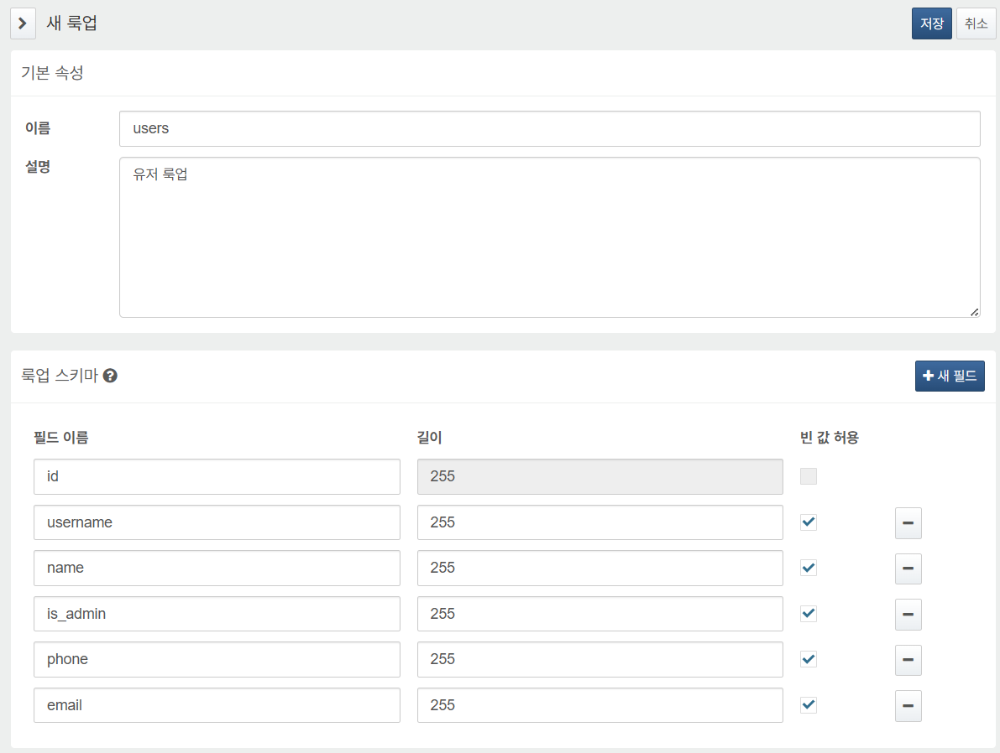 새 룩업
저장 취소
기본 속성
이름 users
설명 유저 룩업
룩업 스키마
새 필드
필드 이름 길이 빈 값 허용
id 255
username 255
name 255
is_admin 255
phone 255
email 255